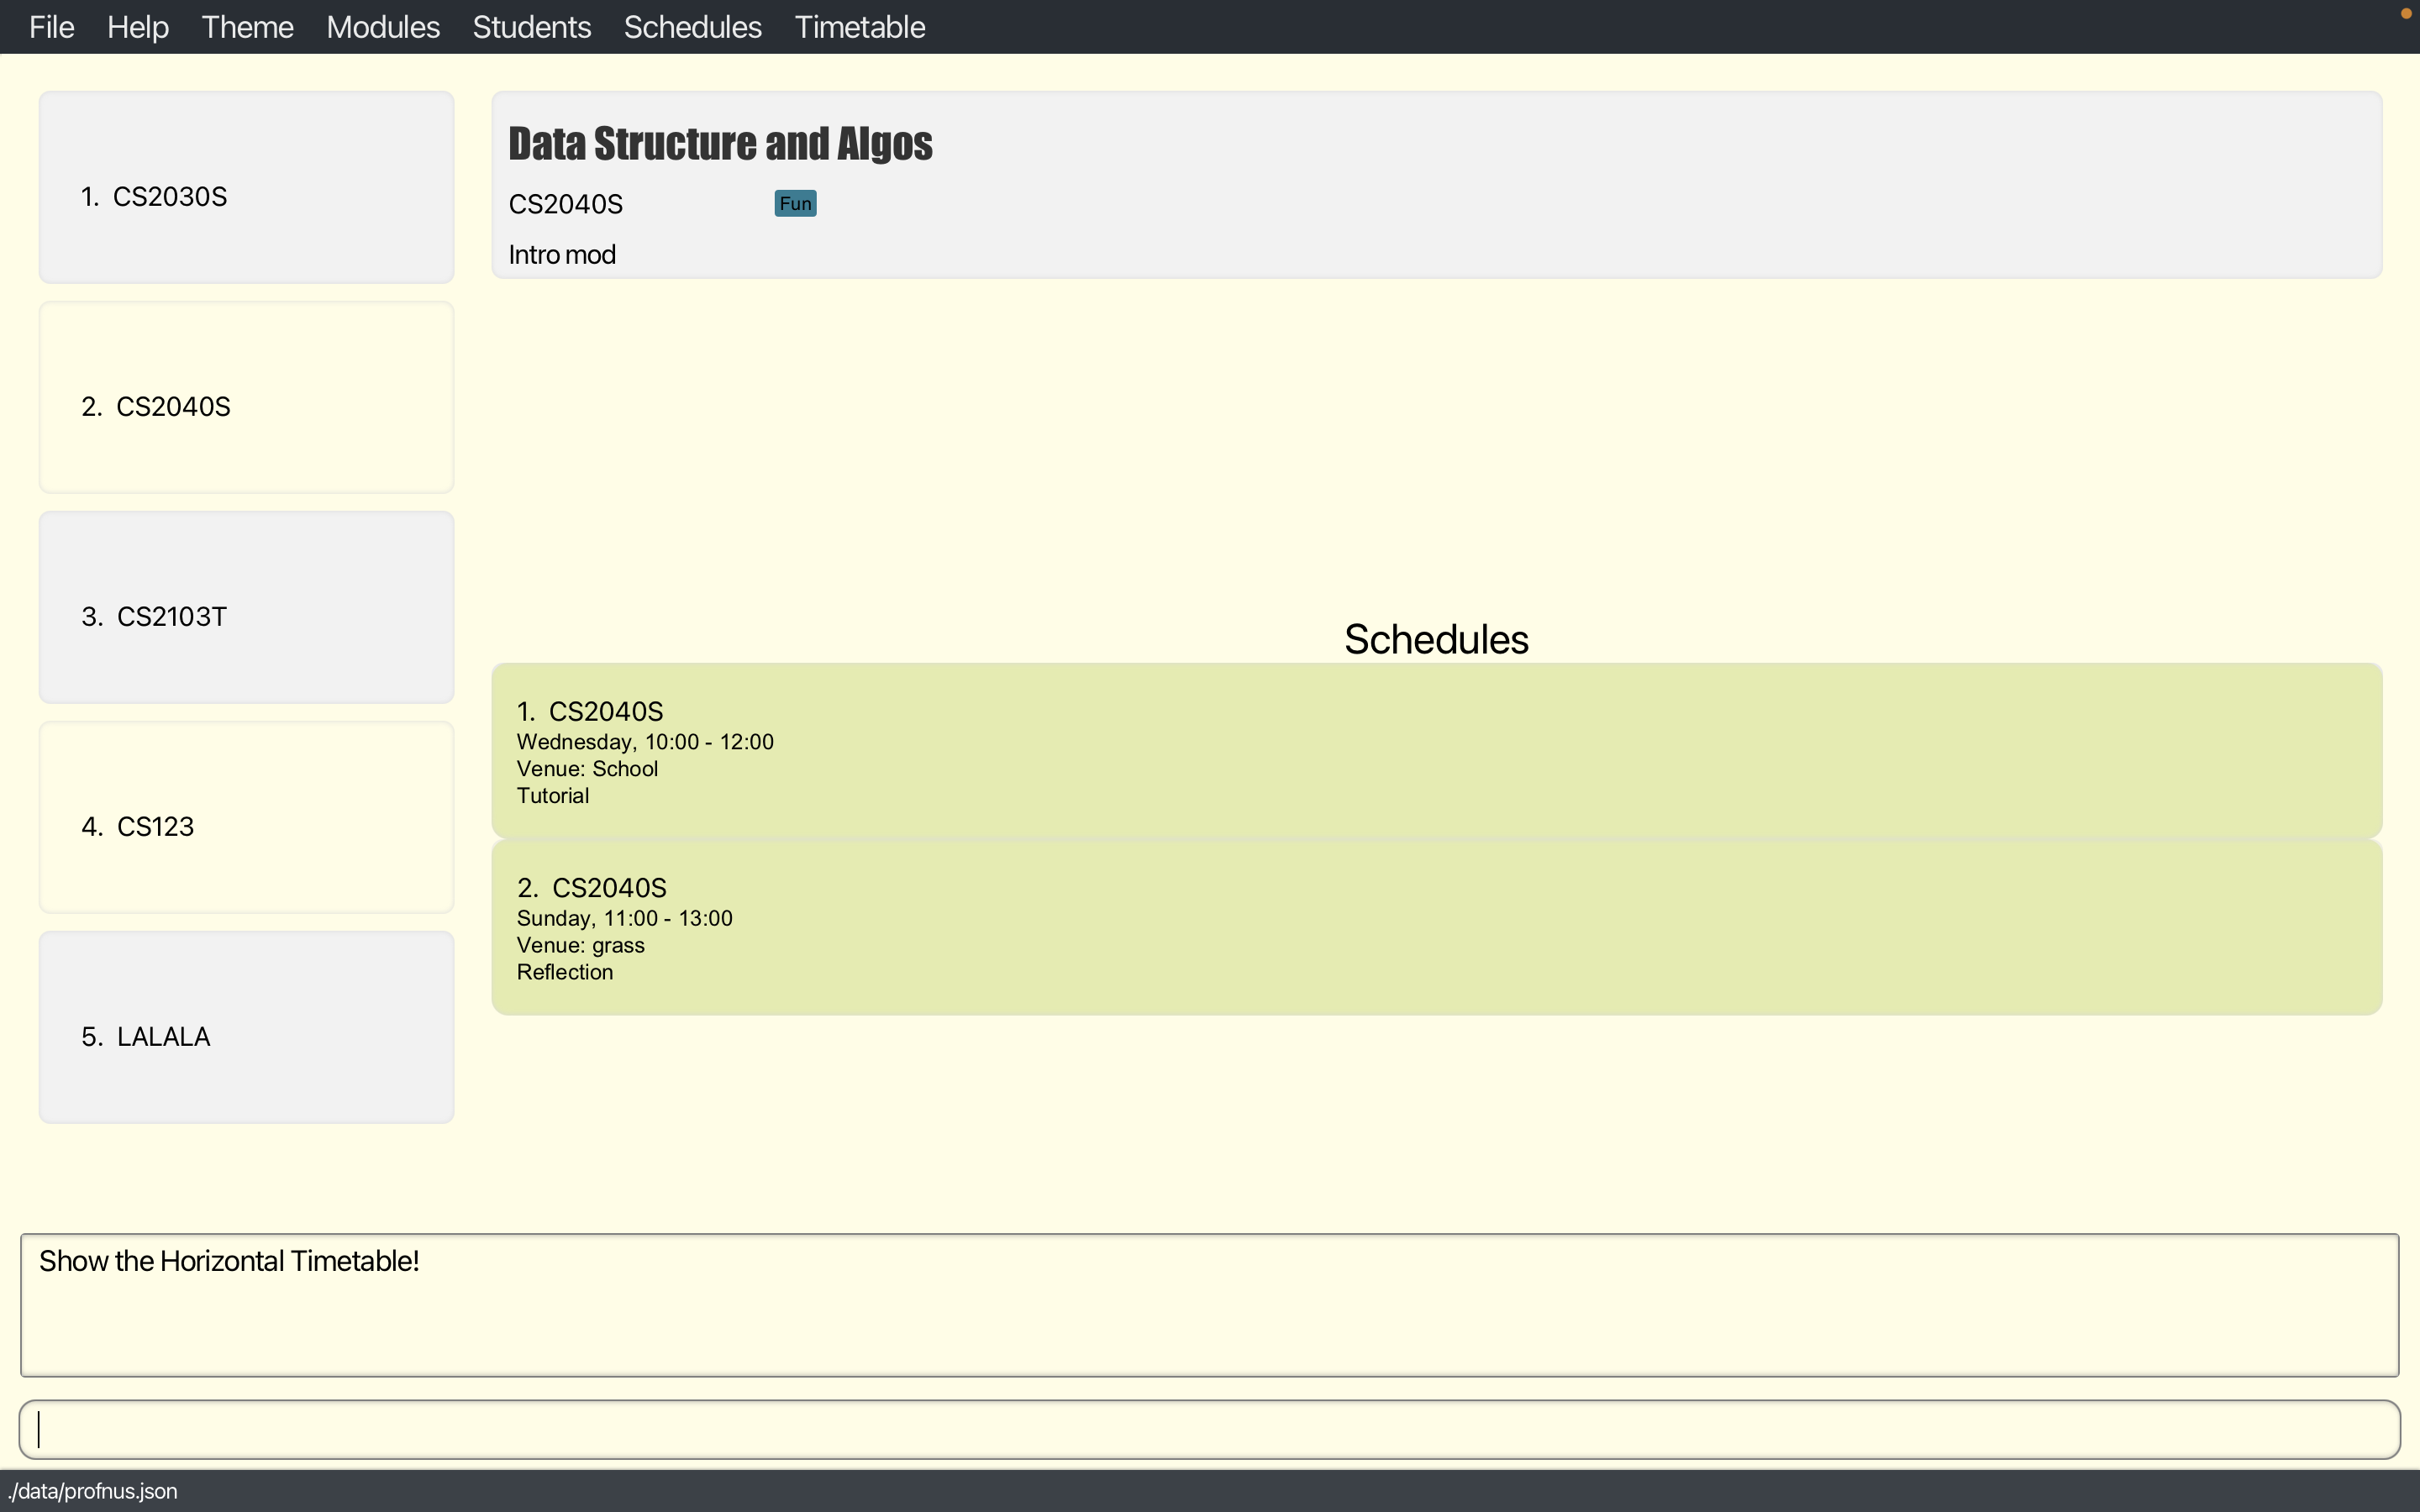 File Help Theme Modules Students Schedules Timetable
1. CS2030S
2. CS2040S
3. CS2103T
4. CS123
5. LALALA
Data Structure and Algos
CS2040S Fun
Intro mod
Schedules
1. CS2040S
Wednesday, 10:00 - 12:00
Venue: School
Tutorial
2. CS2040S
Sunday, 11:00 - 13:00
Venue: grass
Reflection
Show the Horizontal Timetable!
./data/profnus.json